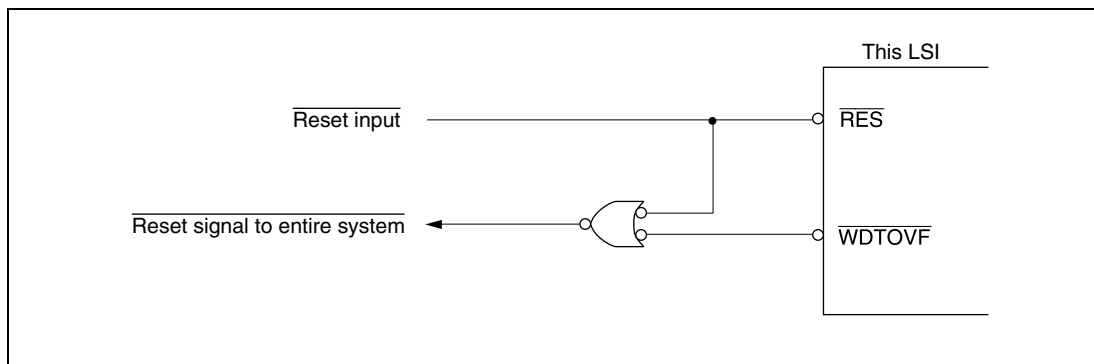 This LSI
Reset input
RES
Reset signal to entire system
WDTOVF